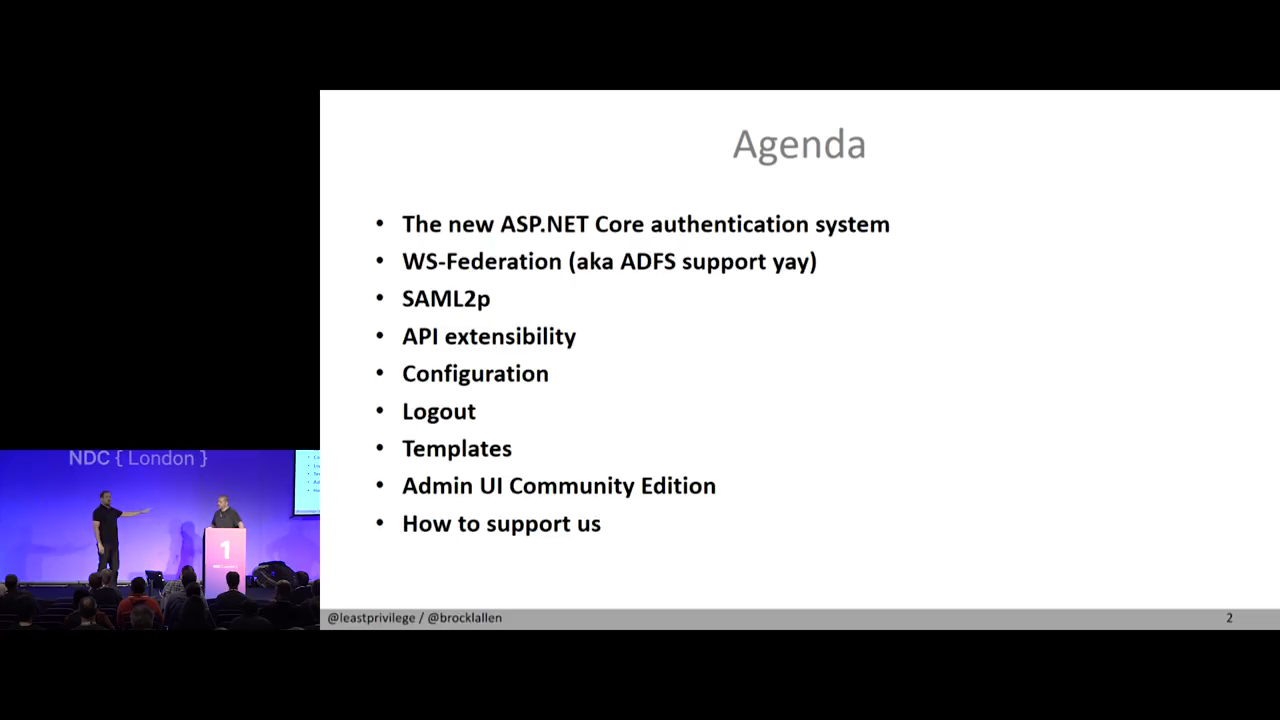 Agenda
• The new ASP.NET Core authentication system
• WS-Federation (aka ADFS support yay)
• SAML2p
• API extensibility
• Configuration
• Logout
• Templates
• Admin UI Community Edition
• How to support us
@leastprivilege / @brocklallen
2
NDC { London }
1